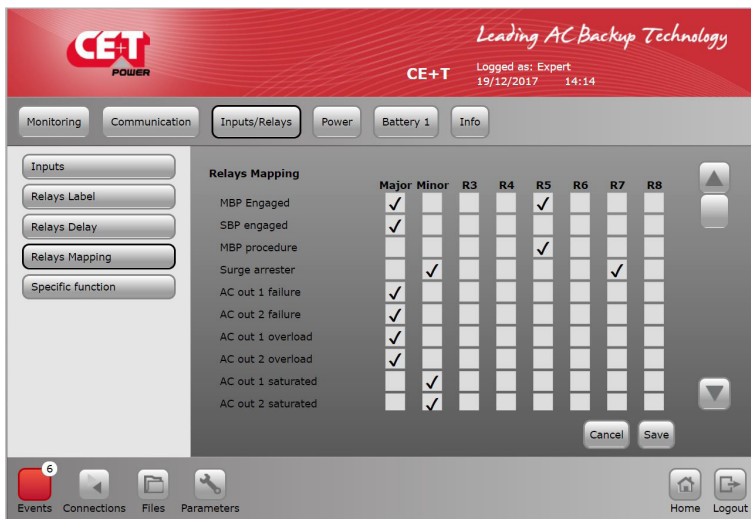 Leading AC Backup Technology
CE+T
POWER
CE+T
Logged as: Expert
19/12/2017 14:14
Monitoring Communication Inputs/Relays Power Battery 1 Info
Inputs
Relays Label
Relays Delay
Relays Mapping
Specific function
Relays Mapping
Major Minor R3 R4 R5 R6 R7 R8
MBP Engaged
SBP engaged
MBP procedure
Surge arrester
AC out 1 failure
AC out 2 failure
AC out 1 overload
AC out 2 overload
AC out 1 saturated
AC out 2 saturated
Cancel Save
6
Events Connections Files Parameters Home Logout